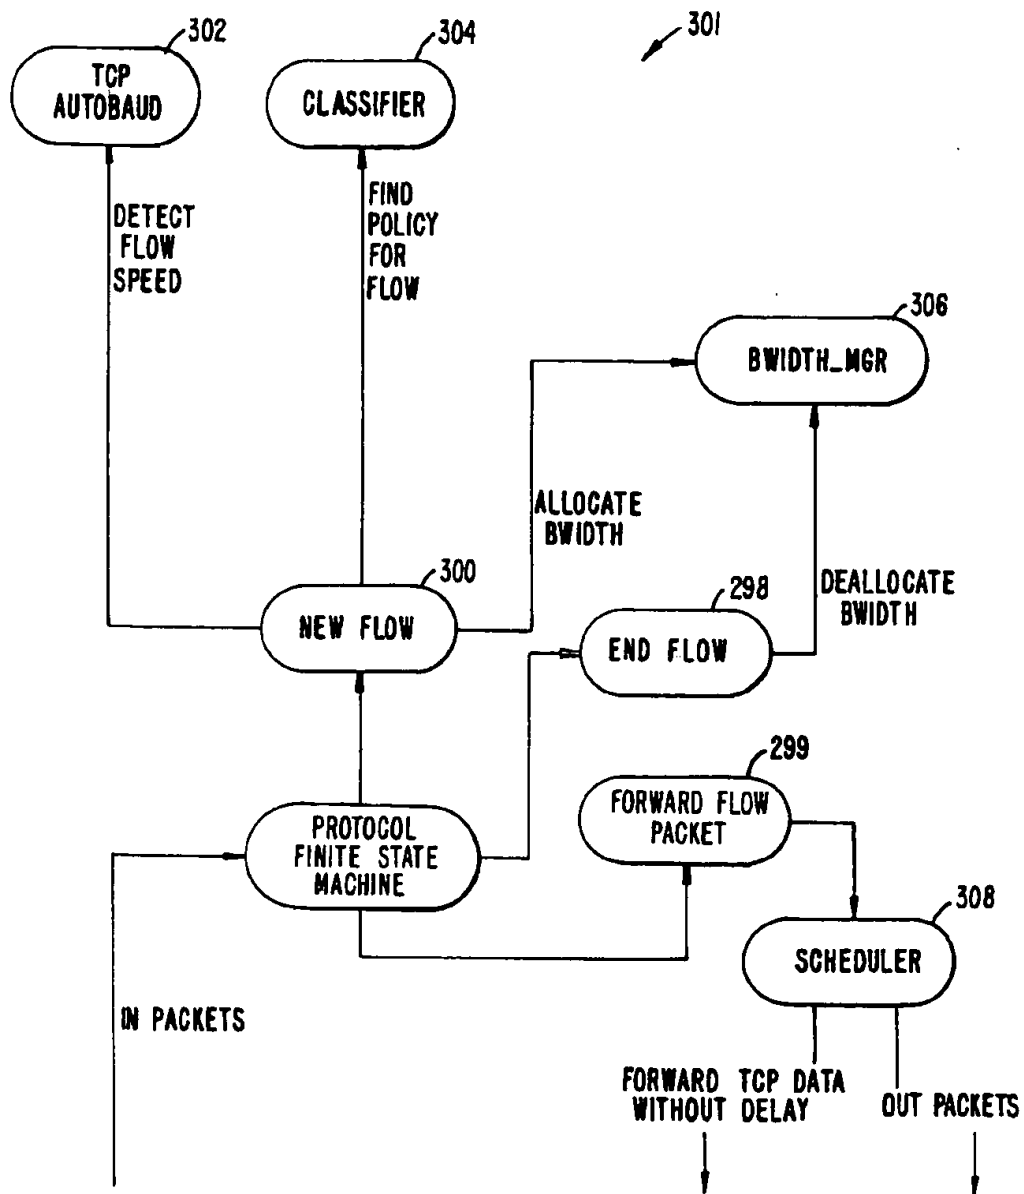 302
304
301
TCP
AUTOBAUD
CLASSIFIER
DETECT
FLOW
SPEED
FIND
POLICY
FOR
FLOW
306
BWIDTH_MGR
ALLOCATE
BWIDTH
300
NEW FLOW
298
END FLOW
DEALLOCATE
BWIDTH
299
FORWARD FLOW
PACKET
PROTOCOL
FINITE STATE
MACHINE
308
SCHEDULER
IN PACKETS
FORWARD TCP DATA
WITHOUT DELAY
OUT PACKETS